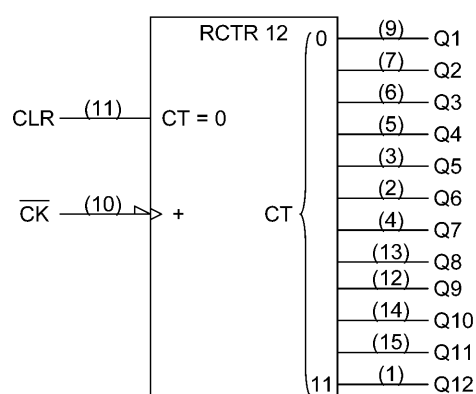 RCTR 12
0 (9) Q1
(7) Q2
(6) Q3
CLR (11) CT = 0
(5) Q4
(3) Q5
(2) Q6
C̅K̅ (10) + CT
(4) Q7
(13) Q8
(12) Q9
(14) Q10
(15) Q11
11 (1) Q12